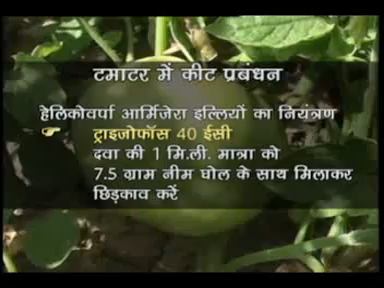 टमाटर में कीट प्रबंधन
हेलिकोवर्पा आर्मिजेरा इल्लियों का नियंत्रण
ट्राइजोफॉस 40 ईसी
दवा की 1 मि.ली. मात्रा को
7.5 ग्राम नीम घोल के साथ मिलाकर
छिड़काव करें